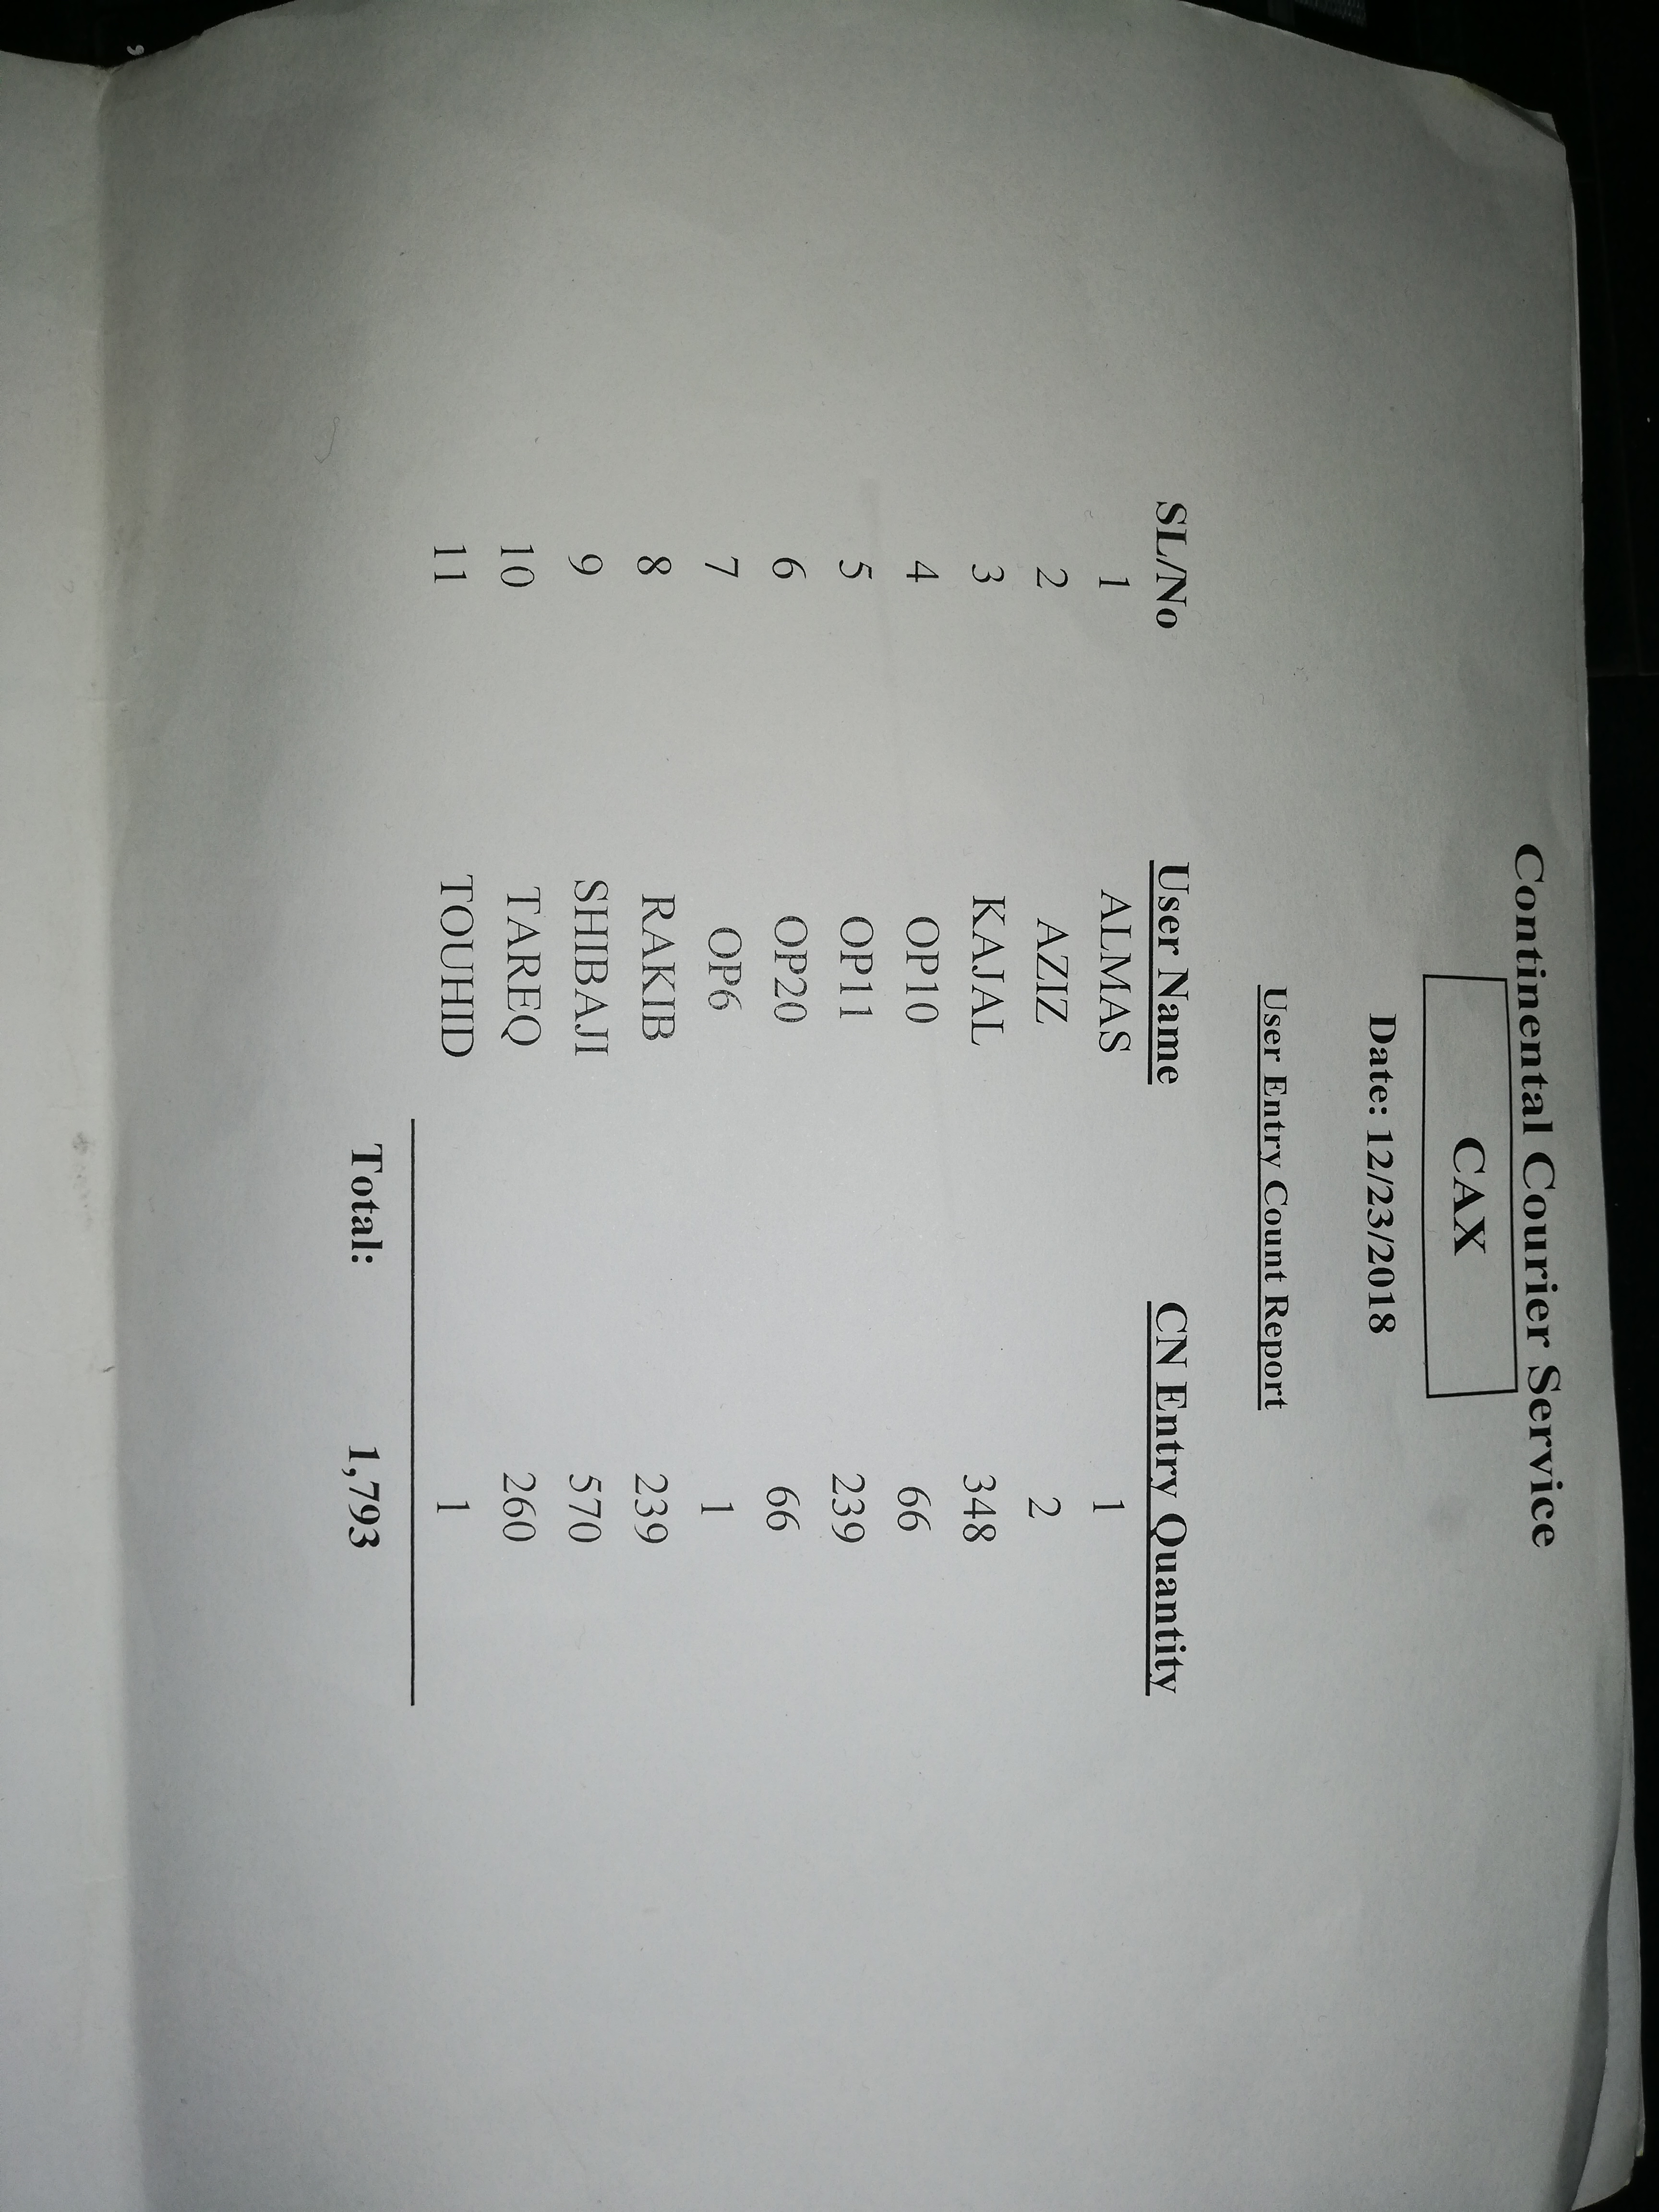 Continental Courier Service
CAX
Date: 12/23/2018
User Entry Count Report
SL/No User Name CN Entry Quantity
1 ALMAS 1
2 AZIZ 2
3 KAJAL 348
4 OP10 66
5 OP11 239
6 OP20 66
7 OP6 1
8 RAKIB 239
9 SHIBAJI 570
10 TAREQ 260
11 TOUHID 1
Total: 1,793